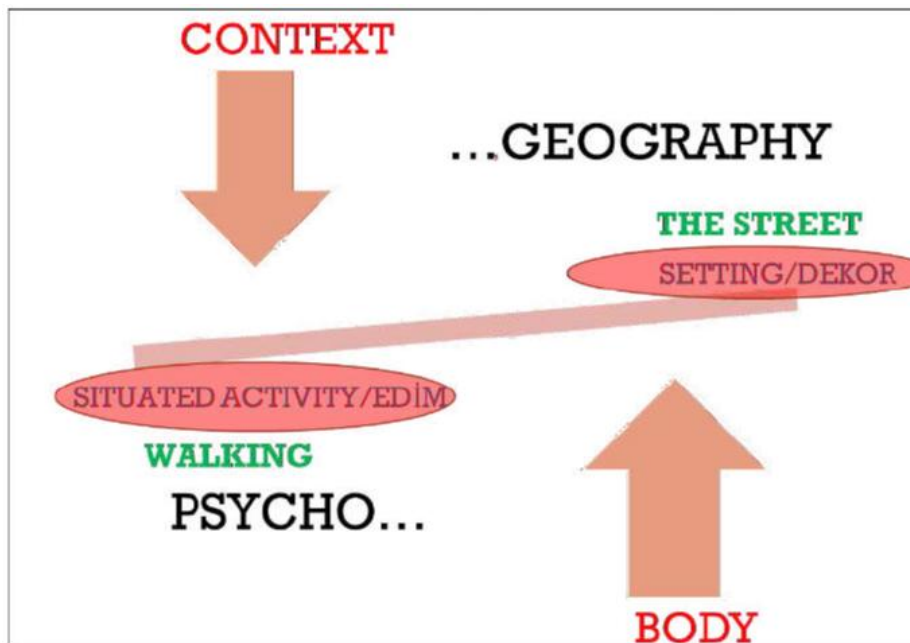 CONTEXT
...GEOGRAPHY
THE STREET
SETTING/DEKOR
SITUATED ACTIVITY/EDİM
WALKING
PSYCHO...
BODY